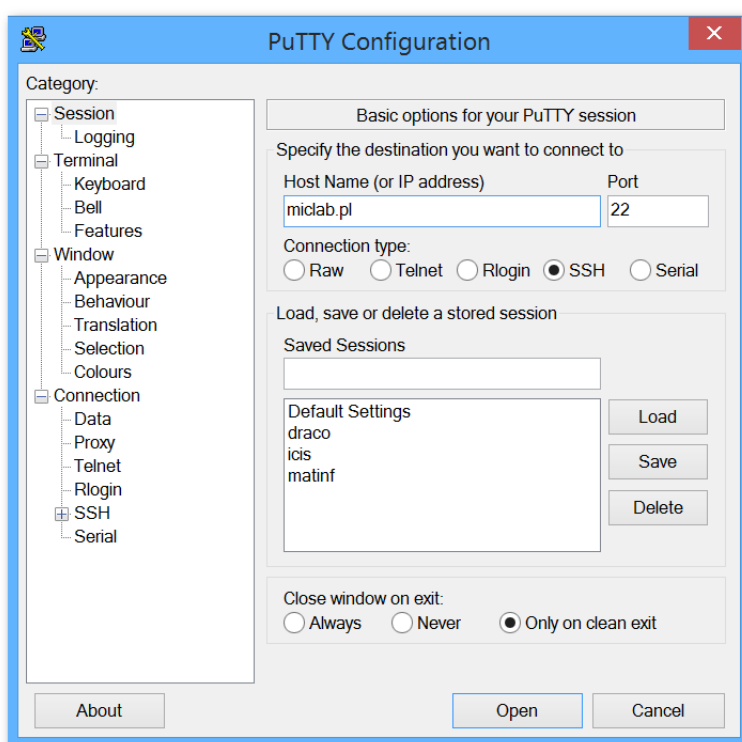 PuTTY Configuration
Category:
Session
Logging
Terminal
Keyboard
Bell
Features
Window
Appearance
Behaviour
Translation
Selection
Colours
Connection
Data
Proxy
Telnet
Rlogin
SSH
Serial
Basic options for your PuTTY session
Specify the destination you want to connect to
Host Name (or IP address) Port
miclab.pl 22
Connection type:
Raw Telnet Rlogin SSH Serial
Load, save or delete a stored session
Saved Sessions
Default Settings
draco
icis
matinf
Load
Save
Delete
Close window on exit:
Always Never Only on clean exit
About Open Cancel